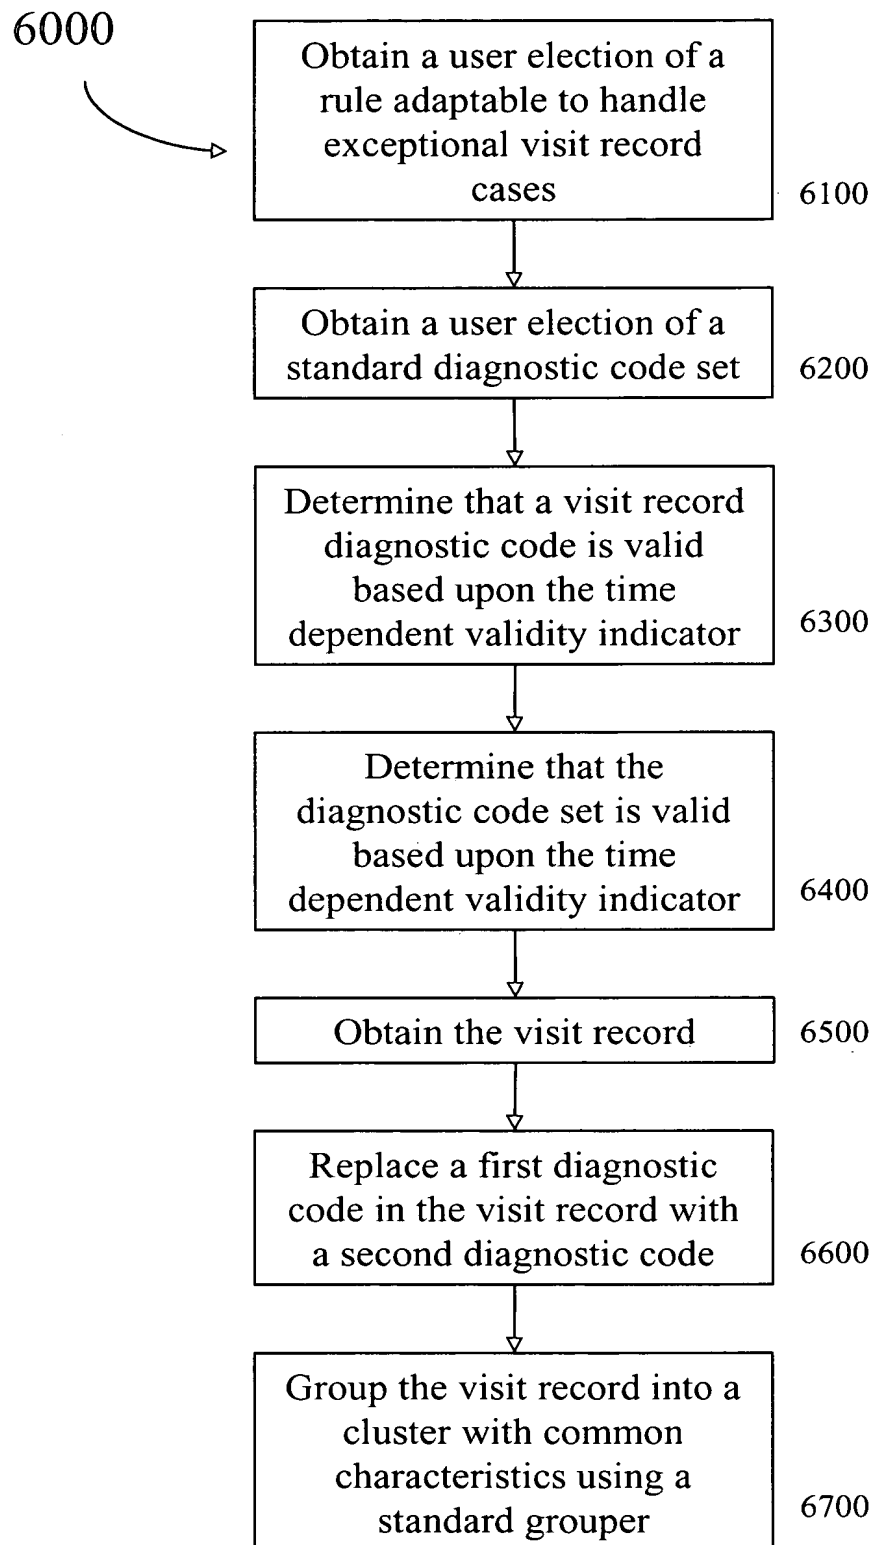 6000
Obtain a user election of a
rule adaptable to handle
exceptional visit record
cases
6100
Obtain a user election of a
standard diagnostic code set
6200
Determine that a visit record
diagnostic code is valid
based upon the time
dependent validity indicator
6300
Determine that the
diagnostic code set is valid
based upon the time
dependent validity indicator
6400
Obtain the visit record
6500
Replace a first diagnostic
code in the visit record with
a second diagnostic code
6600
Group the visit record into a
cluster with common
characteristics using a
standard grouper
6700